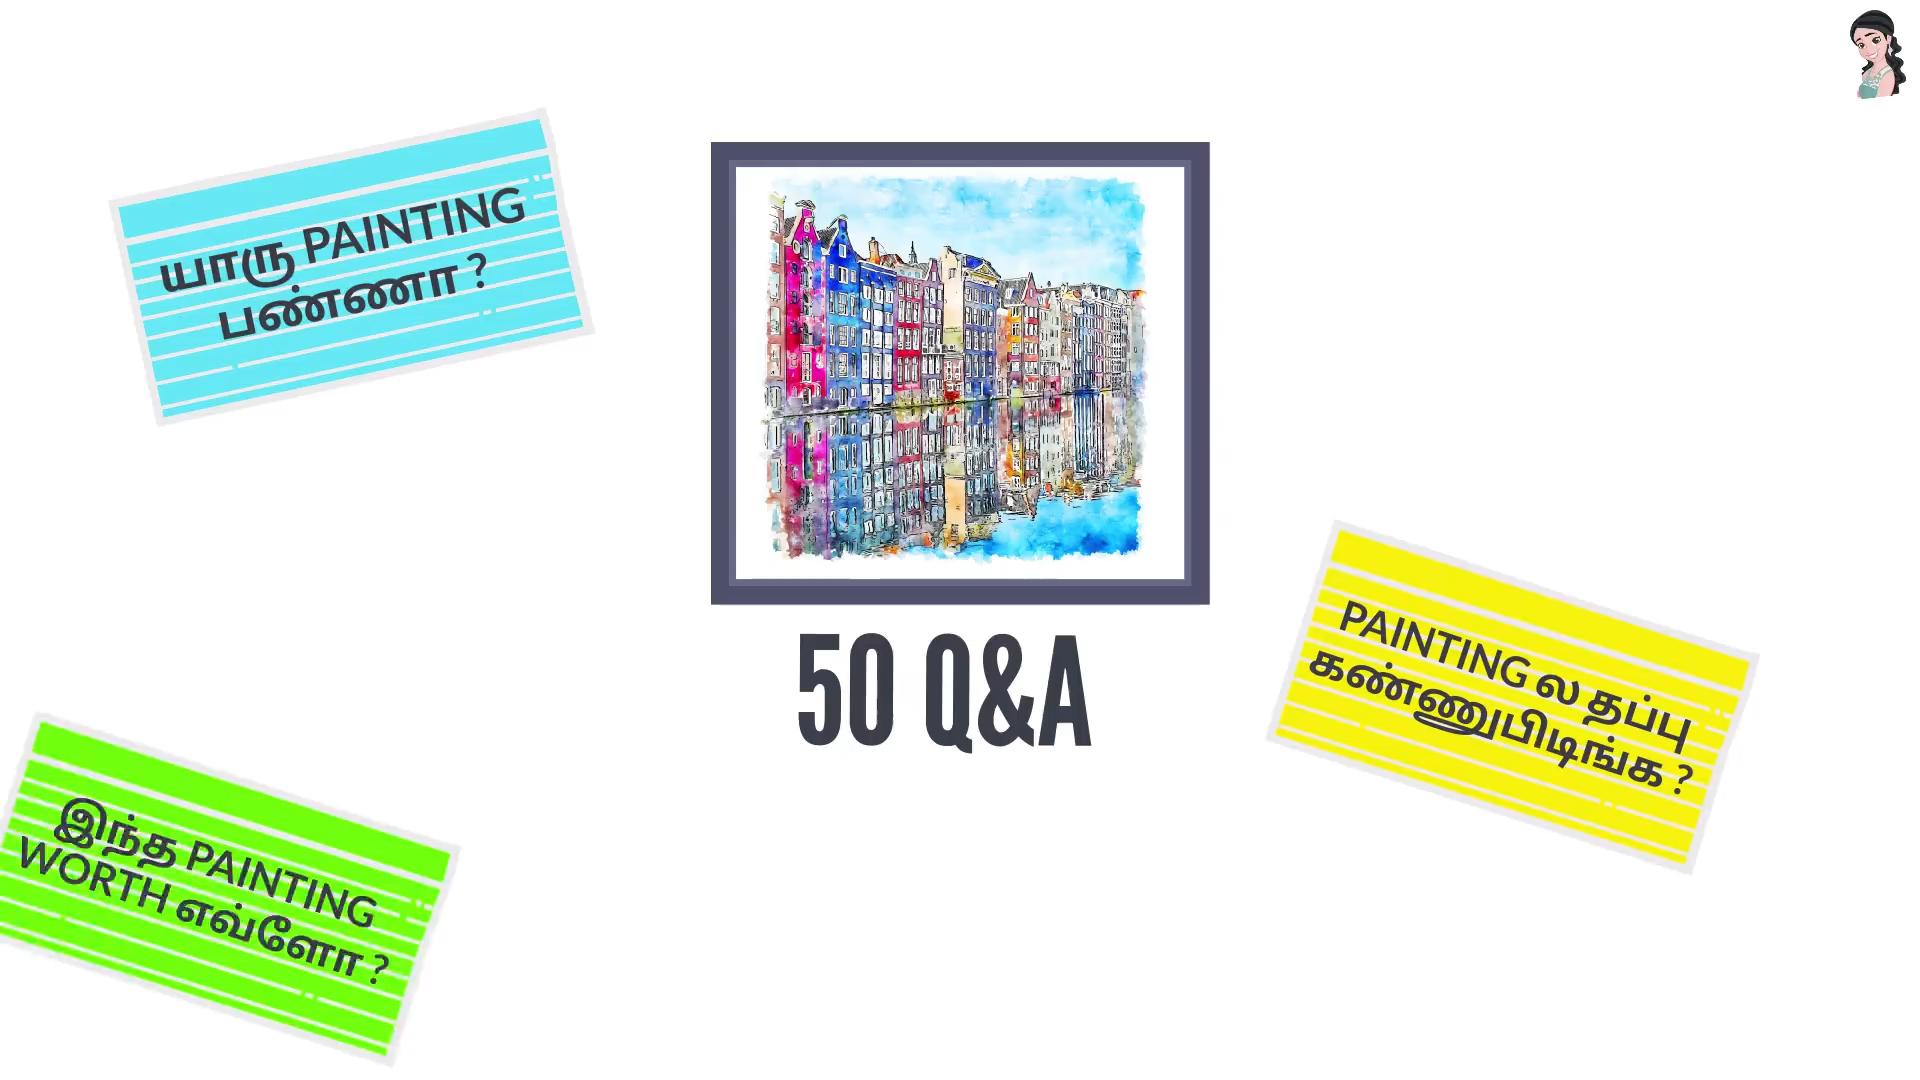 யாரு PAINTING
பண்ணா ?
50 Q&A
PAINTING ல தப்பு
கண்ணுபிடிங்க ?
இந்த PAINTING
WORTH எவ்ளோ ?